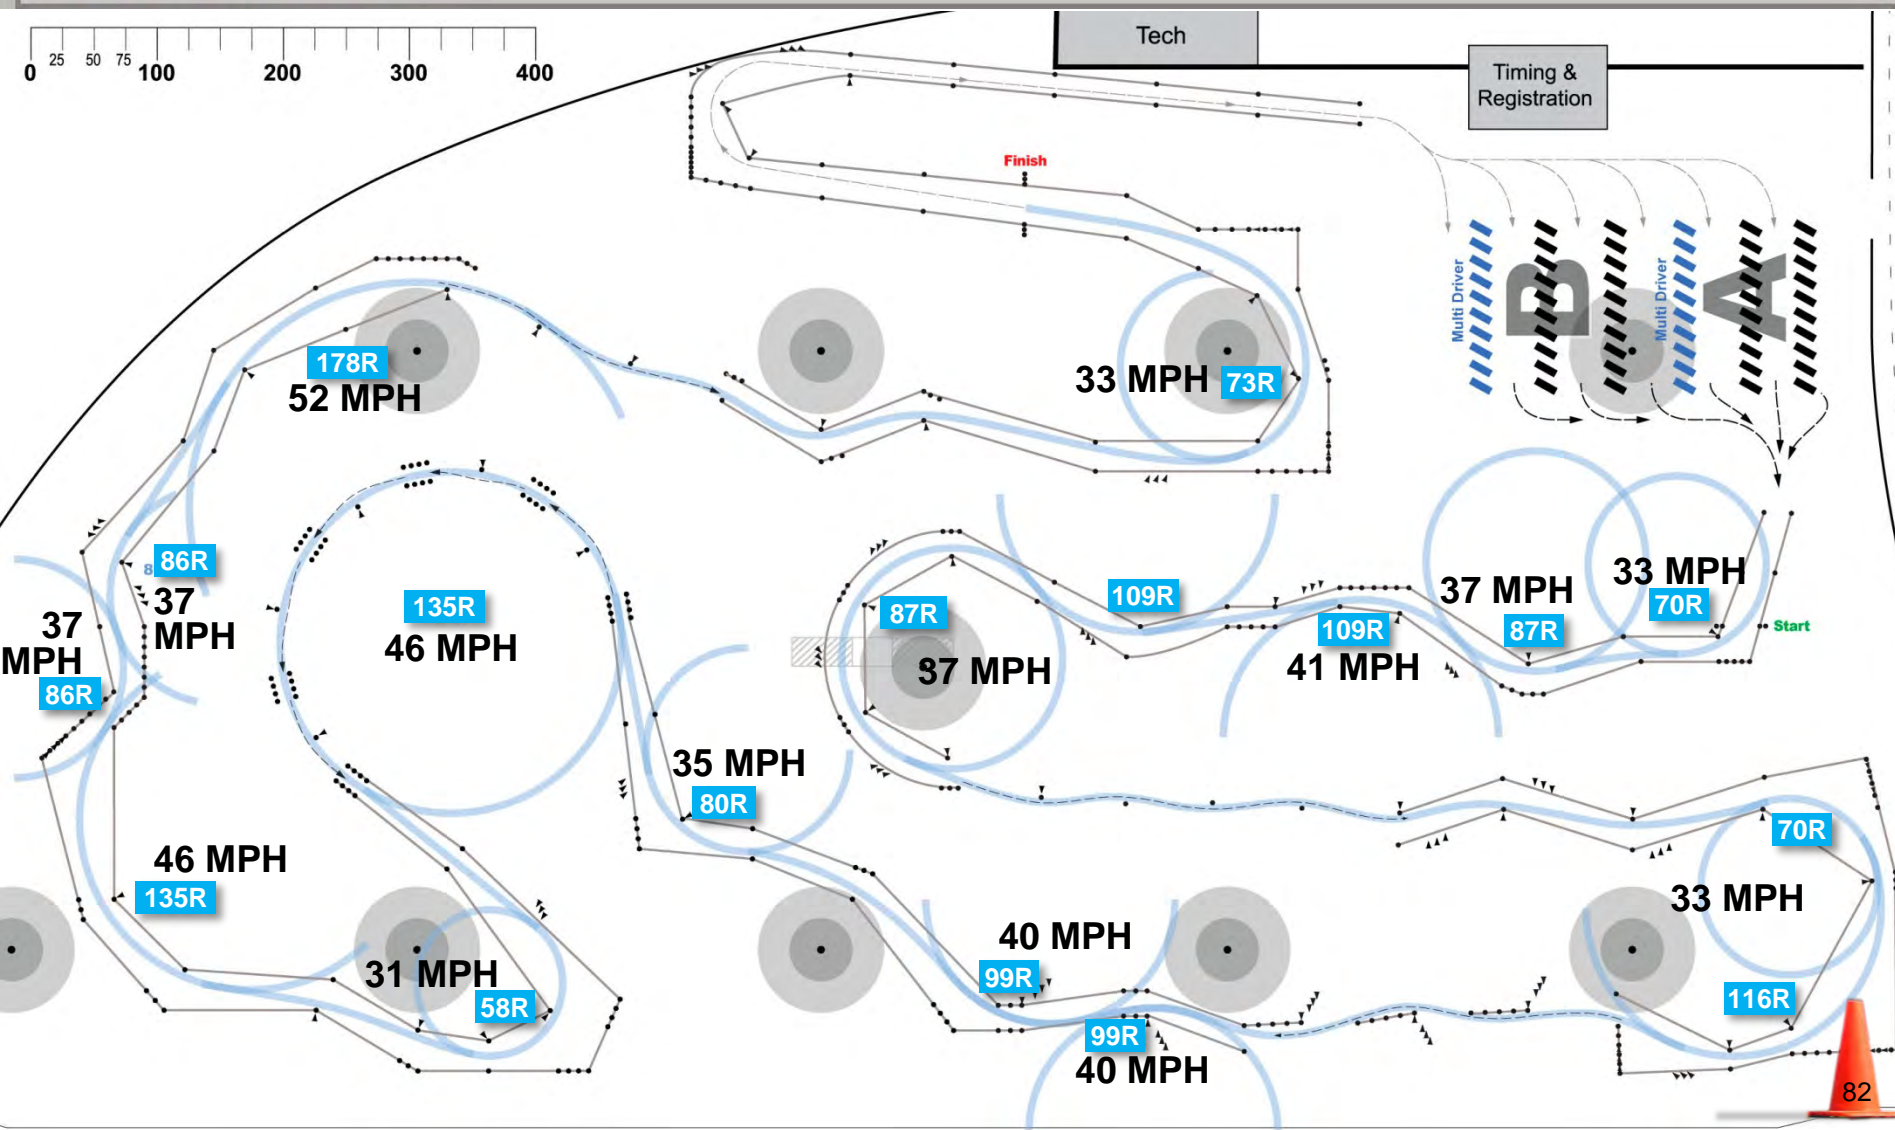 Tech
0 25 50 75 100 200 300 400
Timing &
Registration
Finish
Multi Driver
B
Multi Driver
A
178R
52 MPH
33 MPH
73R
86R
8
37
MPH
37
MPH
86R
135R
46 MPH
87R
37 MPH
109R
109R
41 MPH
37 MPH
87R
33 MPH
70R
Start
35 MPH
80R
46 MPH
135R
31 MPH
58R
40 MPH
99R
99R
40 MPH
70R
33 MPH
116R
82